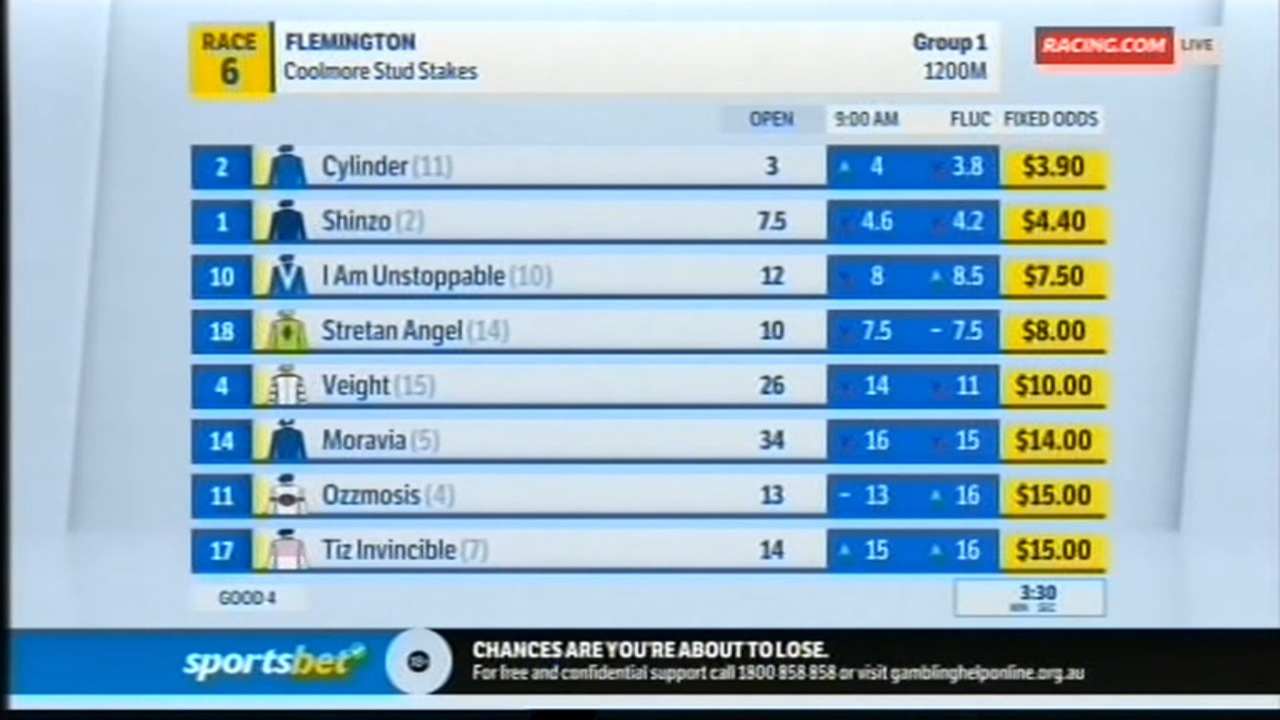 RACE 6 FLEMINGTON Group 1
Coolmore Stud Stakes 1200M
RACING.COM LIVE
OPEN 9:00 AM FLUC FIXED ODDS
2 Cylinder (11) 3 4 3.8 $3.90
1 Shinzo (2) 7.5 4.6 4.2 $4.40
10 I Am Unstoppable (10) 12 8 8.5 $7.50
18 Stretan Angel (14) 10 7.5 - 7.5 $8.00
4 Veight (15) 26 14 11 $10.00
14 Moravia (5) 34 16 15 $14.00
11 Ozzmosis (4) 13 - 13 16 $15.00
17 Tiz Invincible (7) 14 15 16 $15.00
GOOD 4 3:30
MIN SEC
sportsbet 18+ CHANCES ARE YOU'RE ABOUT TO LOSE.
For free and confidential support call 1800 858 858 or visit gamblinghelponline.org.au